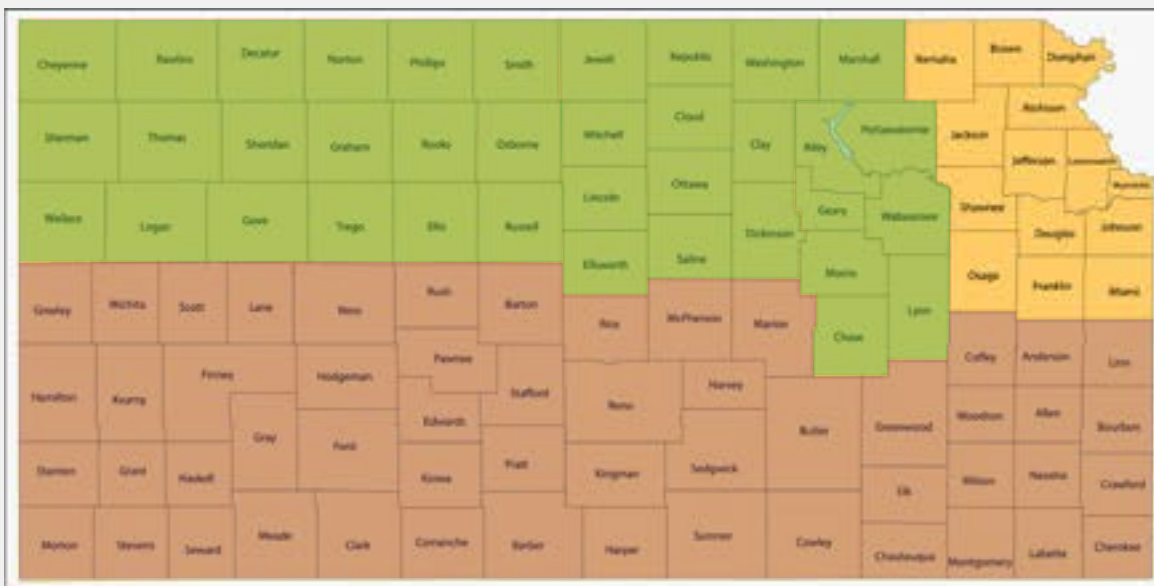 Cheyenne
Rawlins
Decatur
Norton
Phillips
Smith
Jewell
Republic
Washington
Marshall
Nemaha
Brown
Doniphan
Sherman
Thomas
Sheridan
Graham
Rooks
Osborne
Mitchell
Cloud
Clay
Riley
Pottawatomie
Jackson
Atchison
Jefferson
Leavenworth
Wyandotte
Wallace
Logan
Gove
Trego
Ellis
Russell
Lincoln
Ottawa
Dickinson
Geary
Wabaunsee
Shawnee
Douglas
Johnson
Ellsworth
Saline
Morris
Lyon
Osage
Franklin
Miami
Greeley
Wichita
Scott
Lane
Ness
Rush
Barton
Rice
McPherson
Marion
Chase
Coffey
Anderson
Linn
Hamilton
Kearny
Finney
Hodgeman
Pawnee
Stafford
Reno
Harvey
Butler
Greenwood
Woodson
Allen
Bourbon
Gray
Ford
Edwards
Stanton
Grant
Haskell
Kiowa
Pratt
Kingman
Sedgwick
Elk
Wilson
Neosho
Crawford
Morton
Stevens
Seward
Meade
Clark
Comanche
Barber
Harper
Sumner
Cowley
Chautauqua
Montgomery
Labette
Cherokee